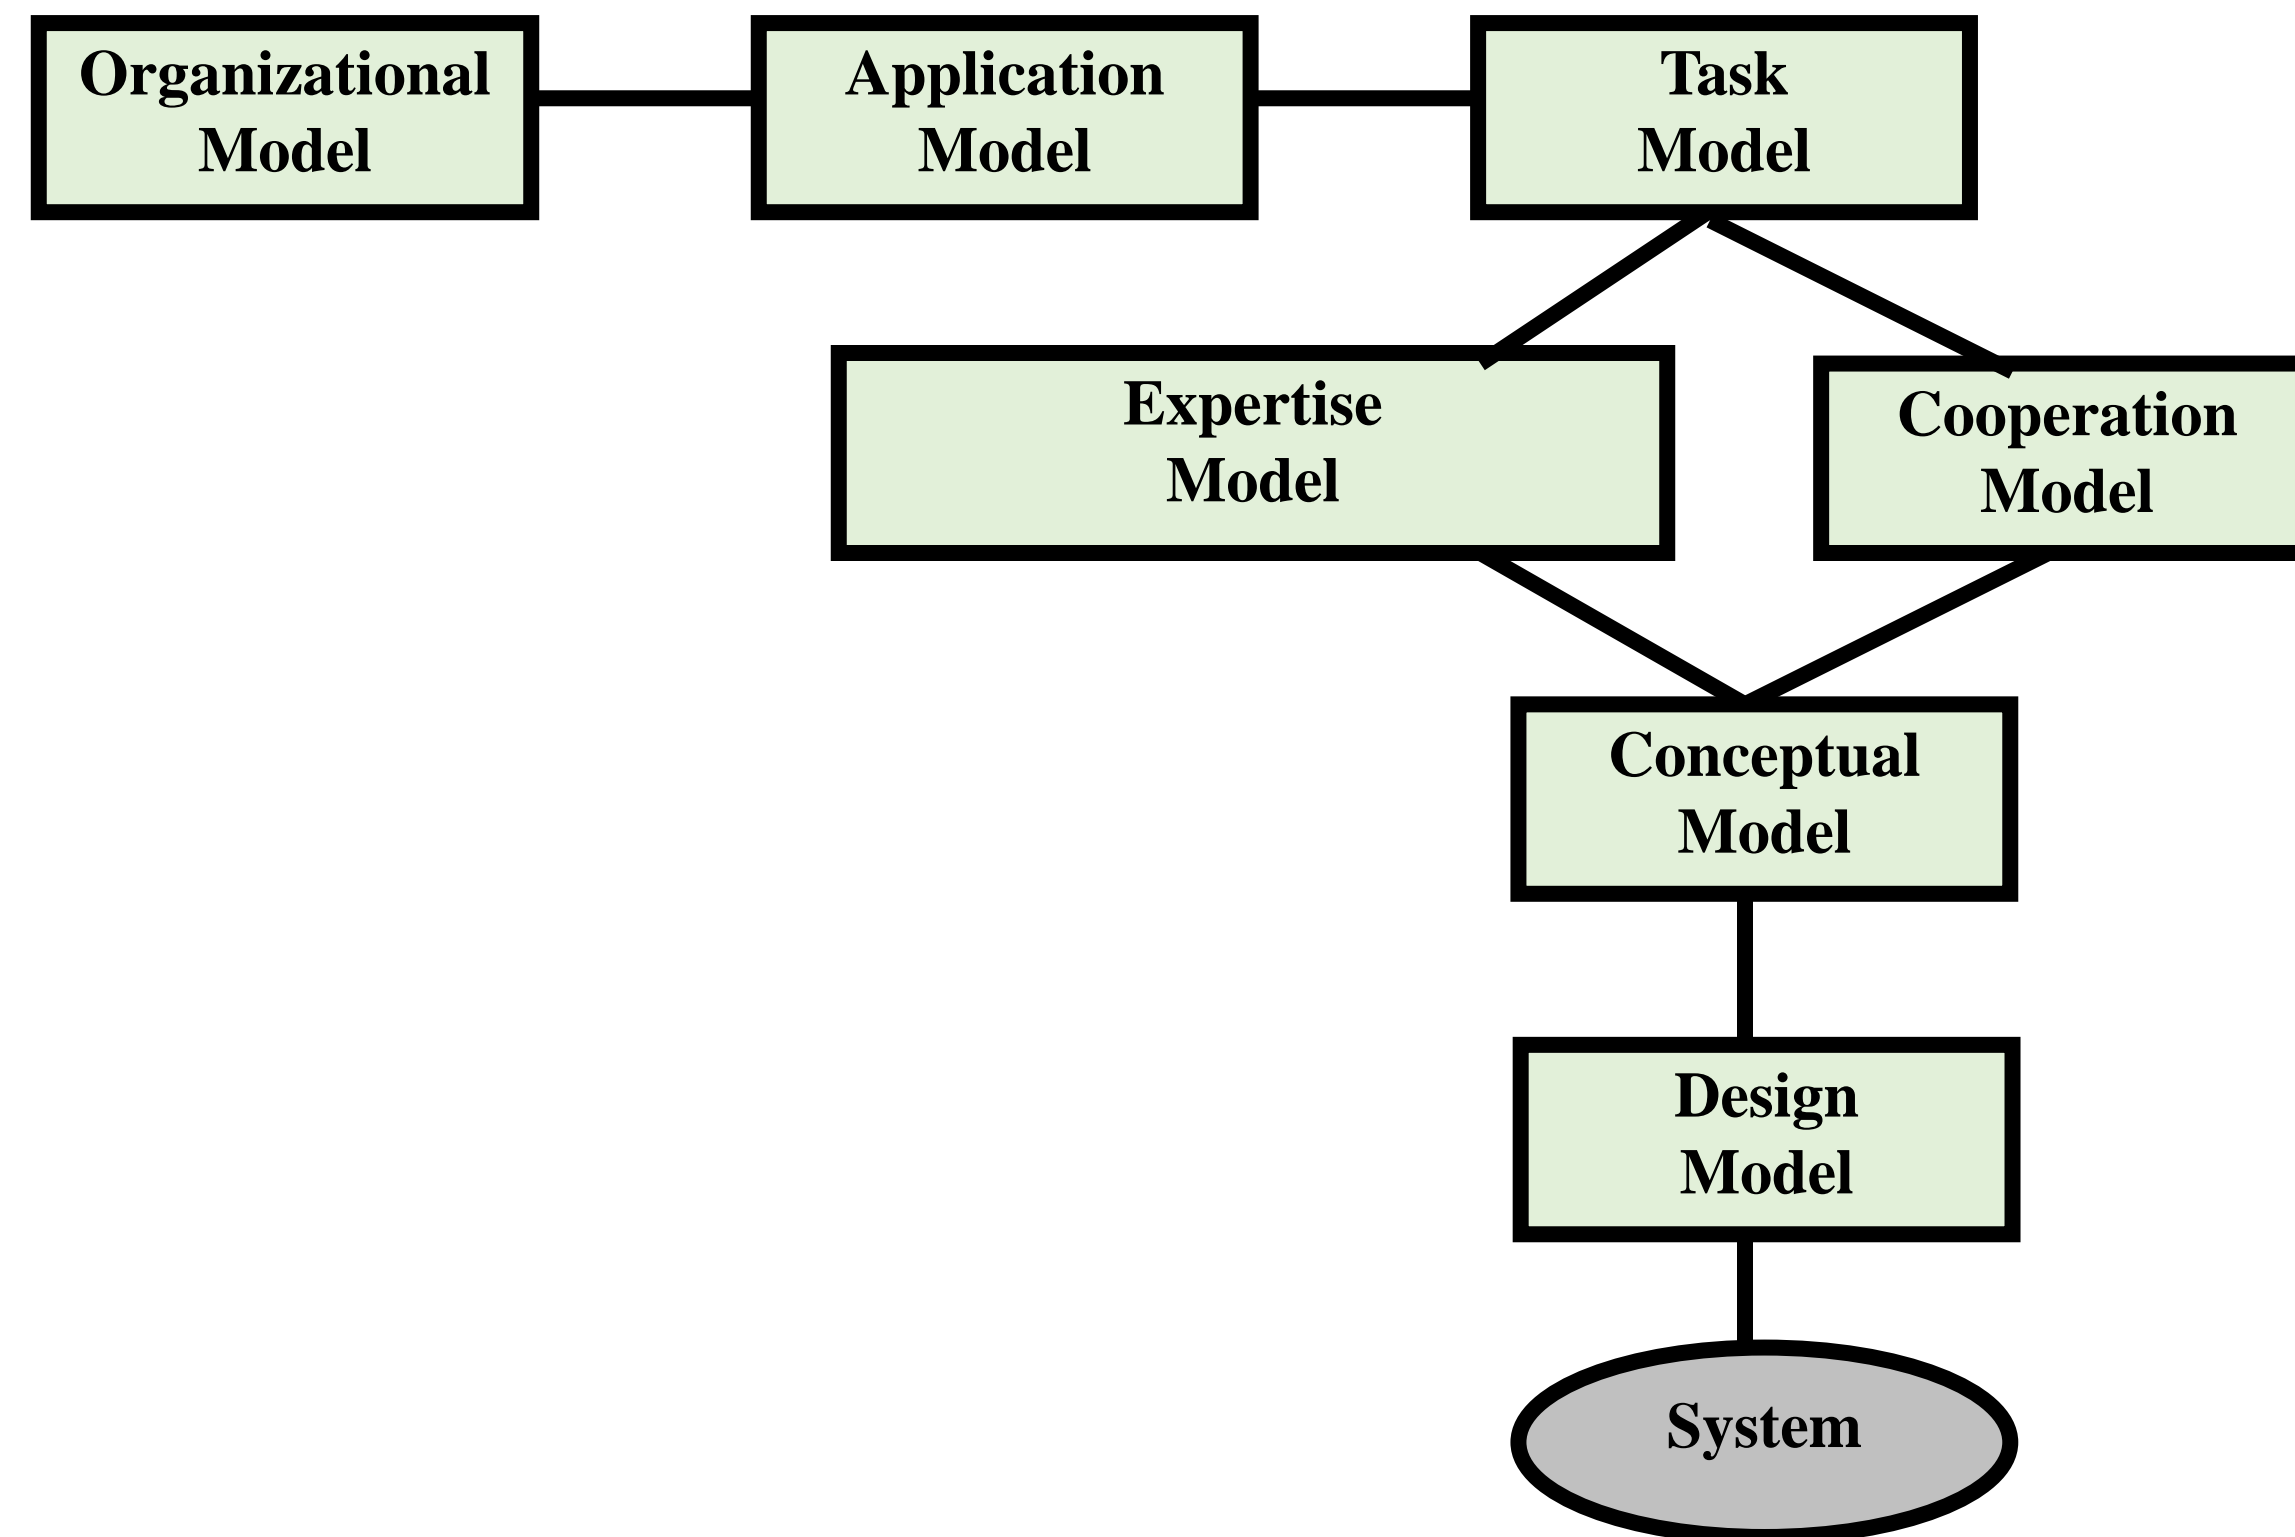 Organizational
Model
Application
Model
Task
Model
Expertise
Model
Cooperation
Model
Conceptual
Model
Design
Model
System